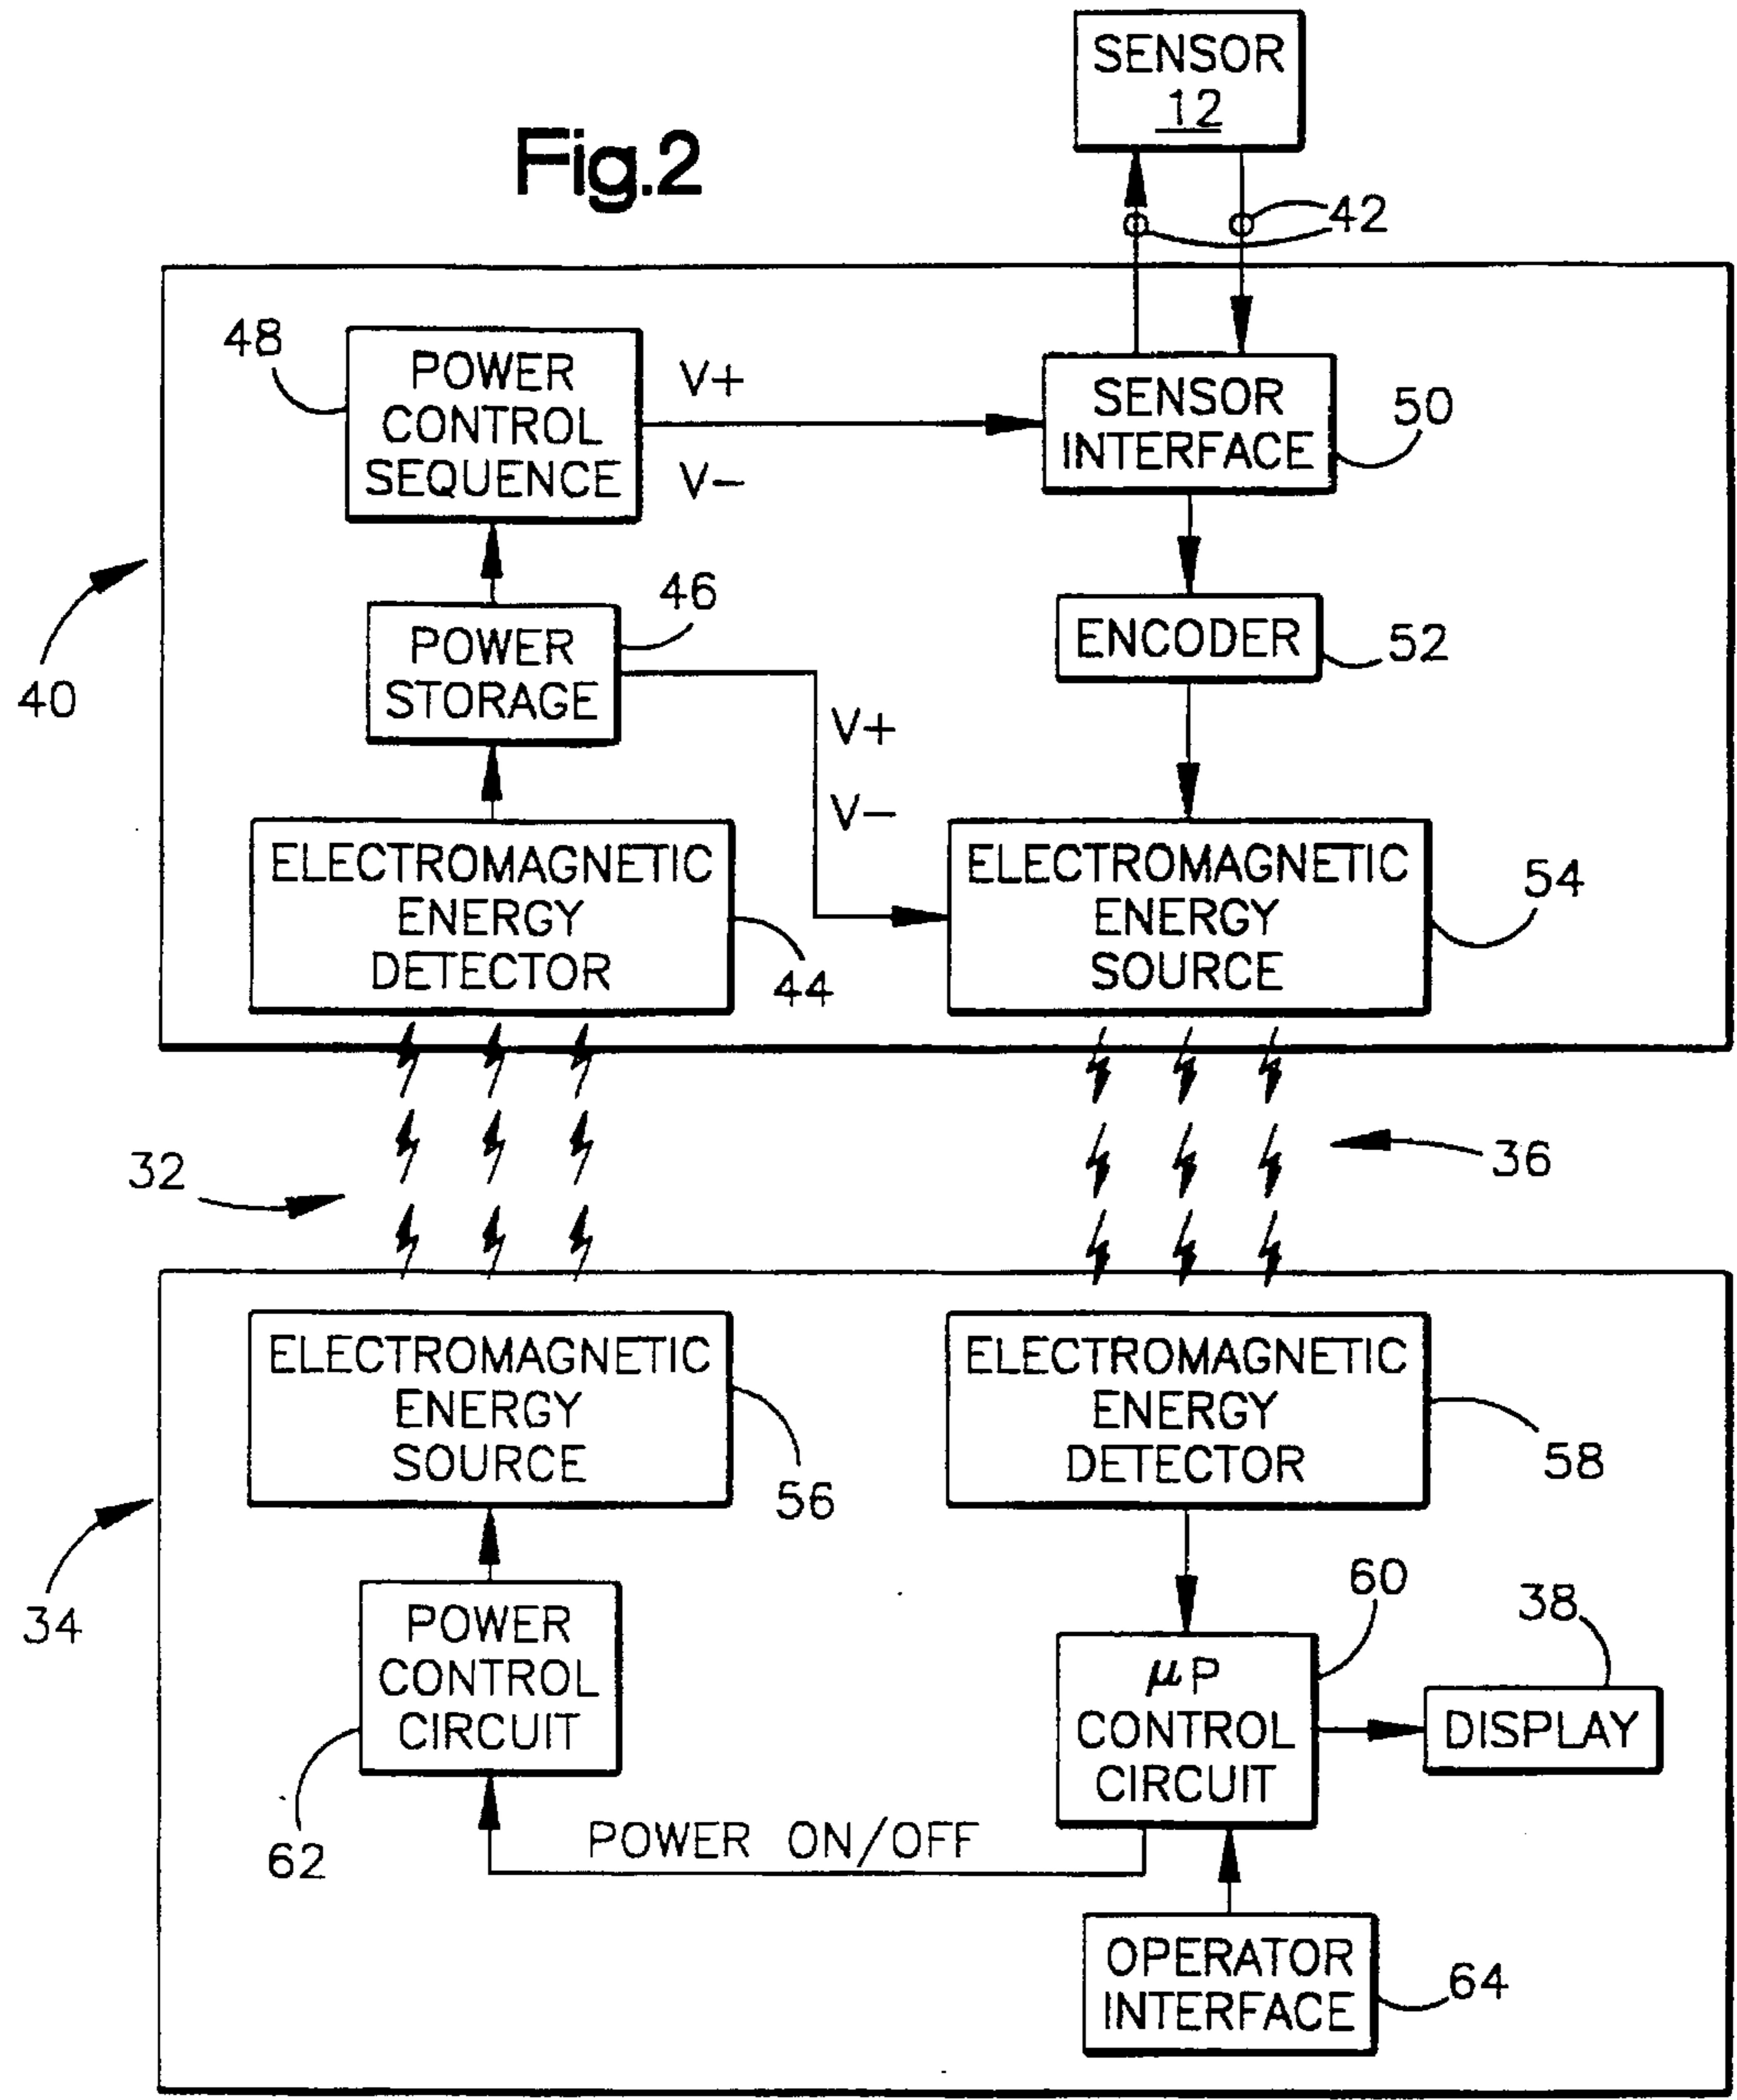 SENSOR
12
Fig.2
42
48
POWER
CONTROL
SEQUENCE
V+
V−
SENSOR
INTERFACE
50
46
POWER
STORAGE
ENCODER
52
40
V+
V−
ELECTROMAGNETIC
ENERGY
DETECTOR
44
ELECTROMAGNETIC
ENERGY
SOURCE
54
32
36
ELECTROMAGNETIC
ENERGY
SOURCE
56
ELECTROMAGNETIC
ENERGY
DETECTOR
58
34
POWER
CONTROL
CIRCUIT
62
60
μP
CONTROL
CIRCUIT
38
DISPLAY
POWER ON/OFF
OPERATOR
INTERFACE
64